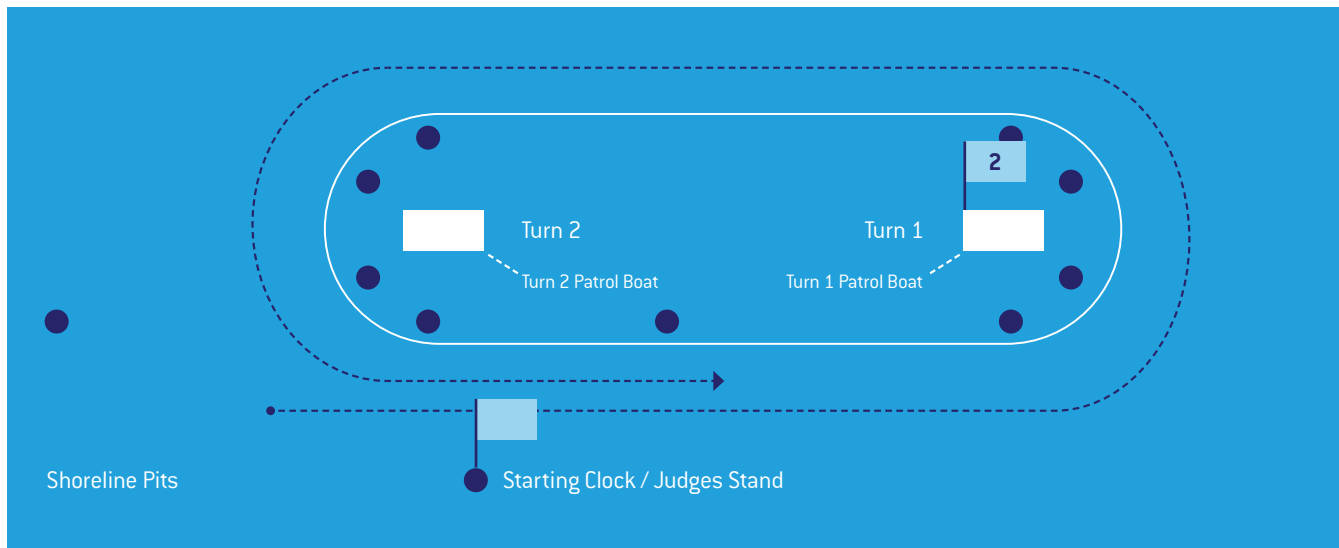 2
Turn 2
Turn 1
Turn 2 Patrol Boat
Turn 1 Patrol Boat
Shoreline Pits
Starting Clock / Judges Stand